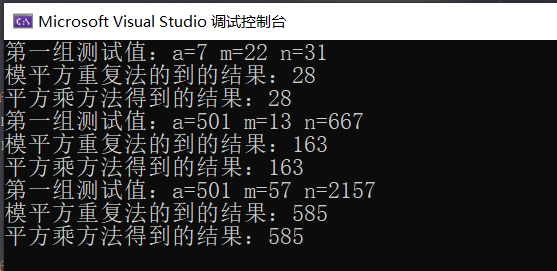 Microsoft Visual Studio 调试控制台
第一组测试值：a=7 m=22 n=31
模平方重复法的到的结果：28
平方乘方法得到的结果：28
第一组测试值：a=501 m=13 n=667
模平方重复法的到的结果：163
平方乘方法得到的结果：163
第一组测试值：a=501 m=57 n=2157
模平方重复法的到的结果：585
平方乘方法得到的结果：585